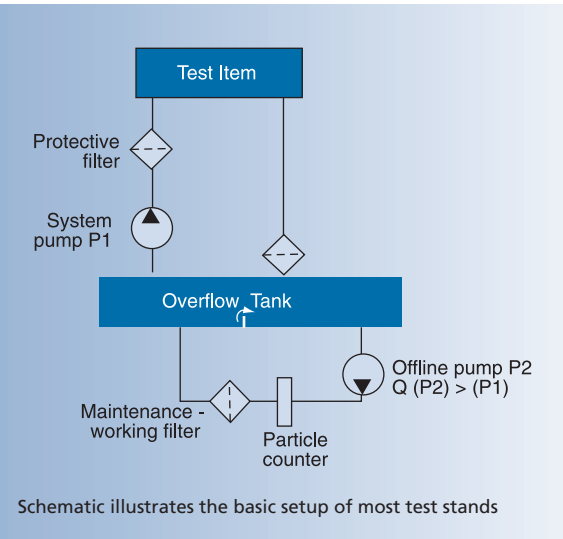 Test Item
Protective
filter
System
pump P1
Overflow Tank
Offline pump P2
Q (P2) > (P1)
Maintenance -
working filter
Particle
counter
Schematic illustrates the basic setup of most test stands